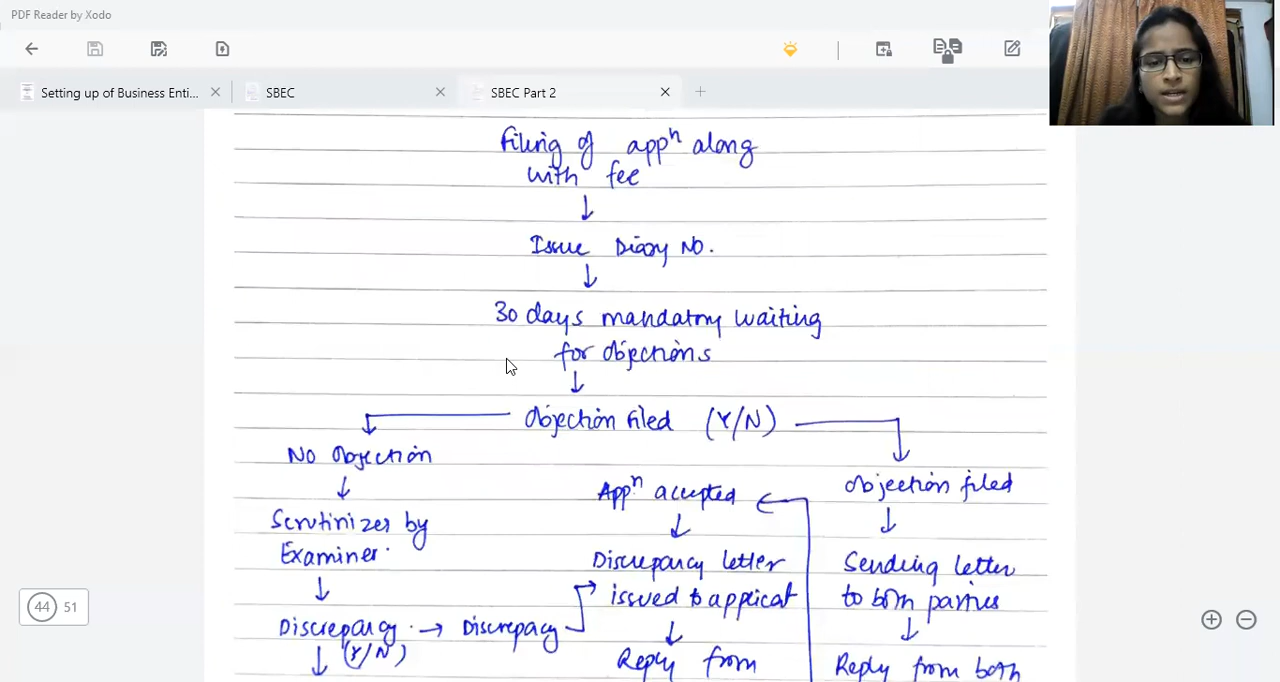 PDF Reader by Xodo
Setting up of Business Enti...
SBEC
SBEC Part 2
Filing of appⁿ along
with fee
↓
Issue Diary No.
↓
30 days mandatory waiting
for objections
↓
Objection Filed (Y/N)
No Objection
↓
Scrutinizes by
Examiner.
↓
Discrepancy. → Discrepancy
(Y/N)
↓
Appⁿ accepted
↓
Discrepancy letter
issued to applicat
↓
Reply from
Objection filed
↓
Sending letter
to both parties
↓
Reply from both
44 51